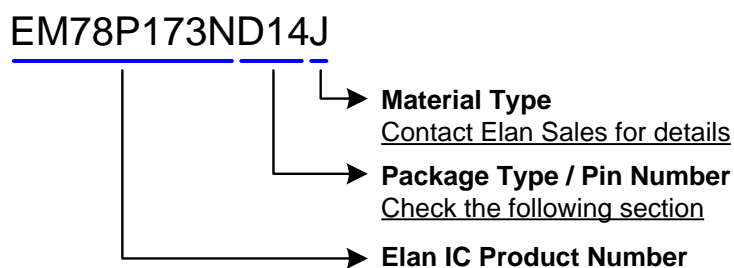 EM78P173ND14J
Material Type
Contact Elan Sales for details
Package Type / Pin Number
Check the following section
Elan IC Product Number